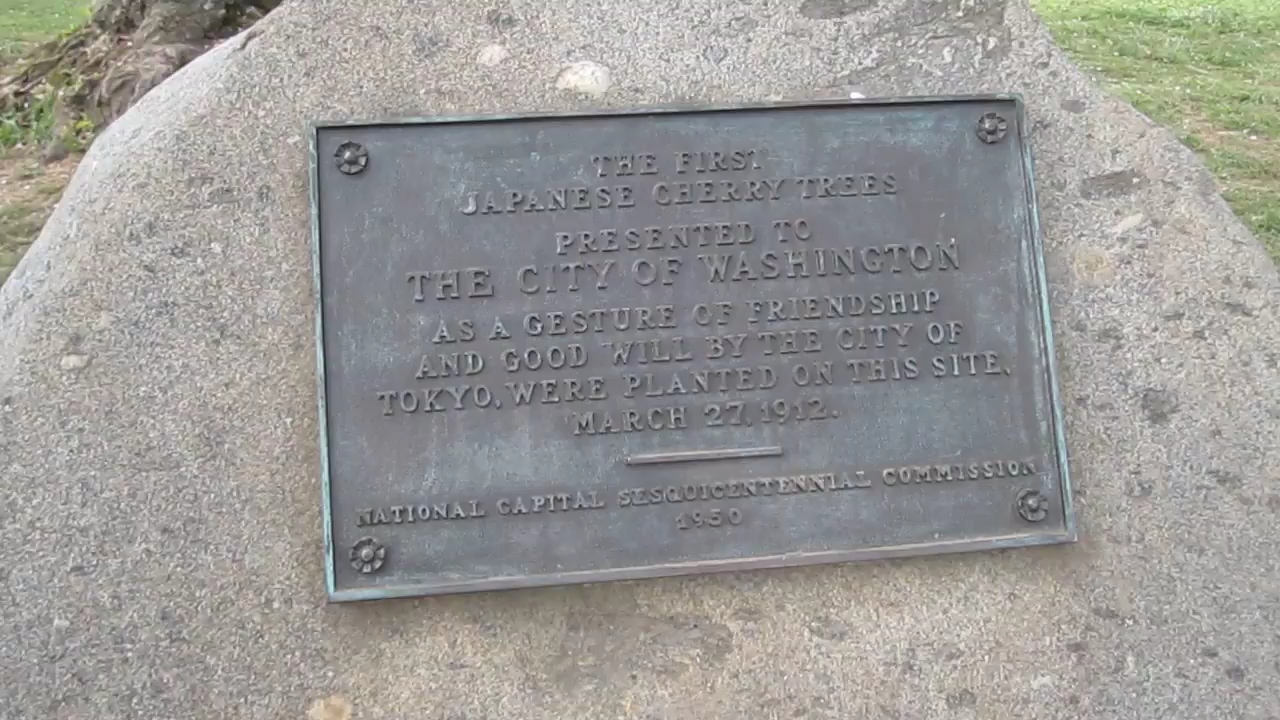 THE FIRST
JAPANESE CHERRY TREES
PRESENTED TO
THE CITY OF WASHINGTON
AS A GESTURE OF FRIENDSHIP
AND GOOD WILL BY THE CITY OF
TOKYO, WERE PLANTED ON THIS SITE,
MARCH 27, 1912.
NATIONAL CAPITAL SESQUICENTENNIAL COMMISSION
1950